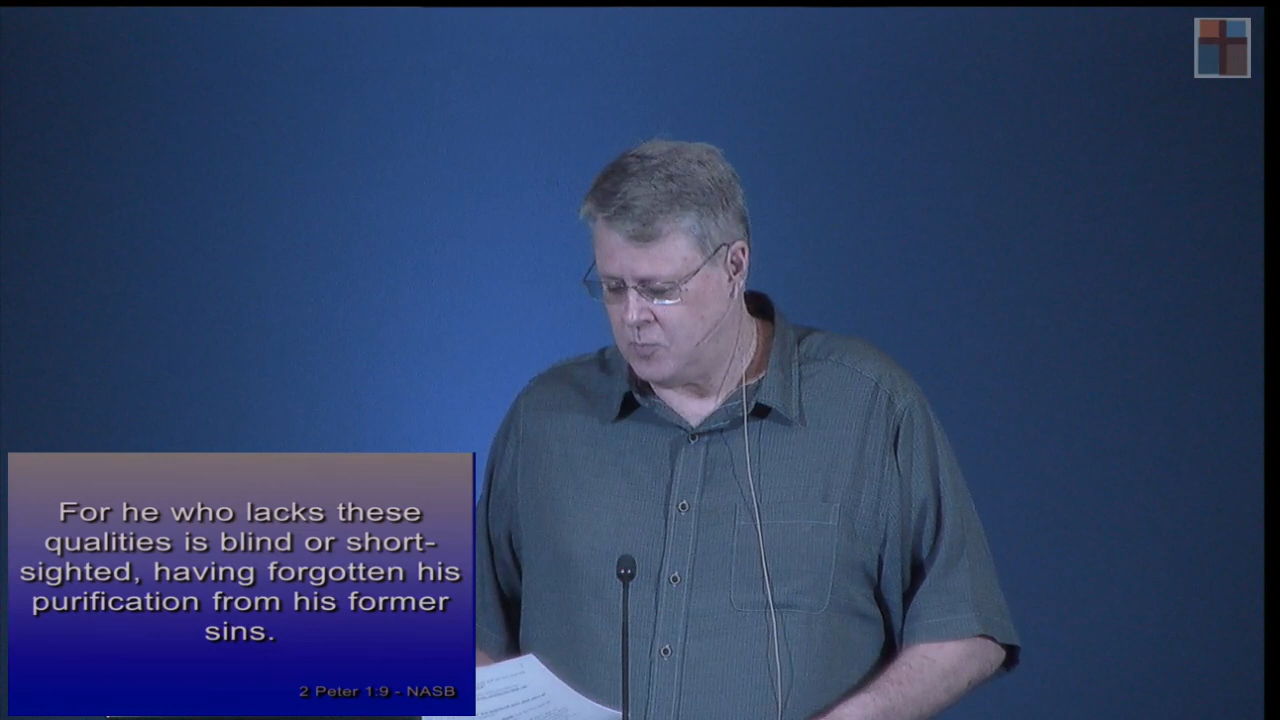 For he who lacks these
qualities is blind or short-
sighted, having forgotten his
purification from his former
sins.
2 Peter 1:9 - NASB